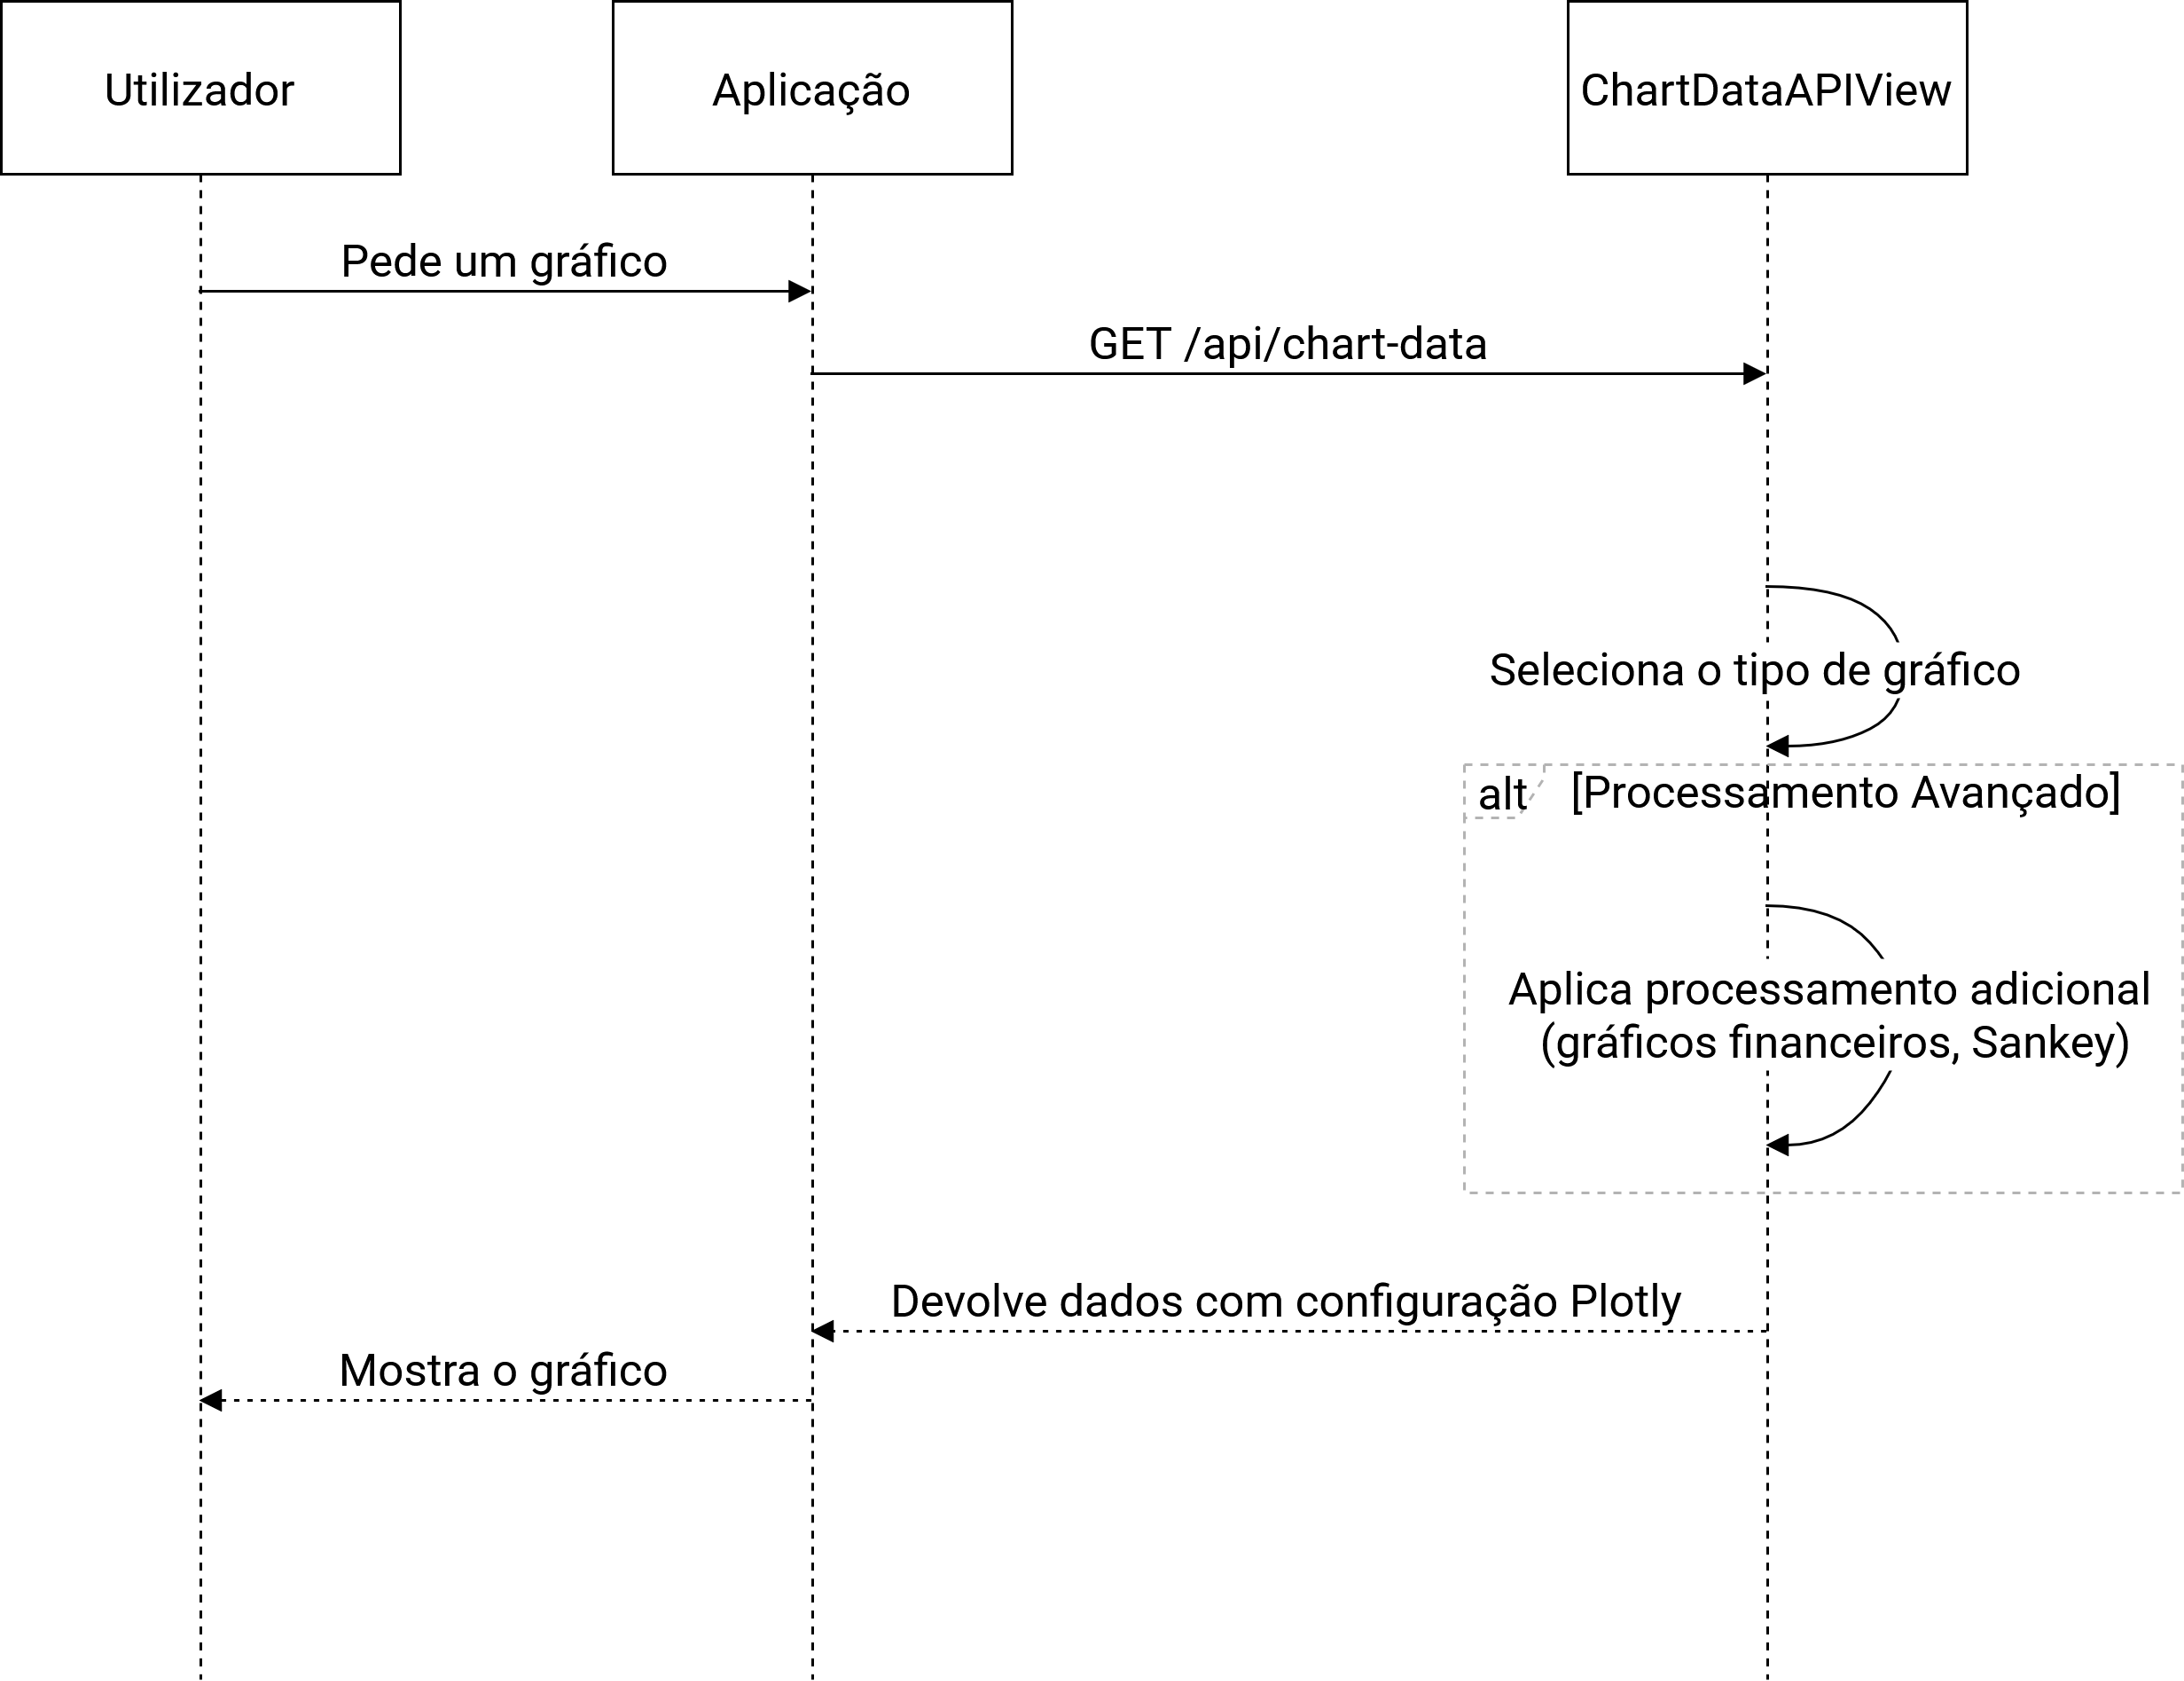 Utilizador
Aplicação
ChartDataAPIView
Pede um gráfico
GET /api/chart-data
Seleciona o tipo de gráfico
alt
[Processamento Avançado]
Aplica processamento adicional
(gráficos financeiros, Sankey)
Devolve dados com configuração Plotly
Mostra o gráfico